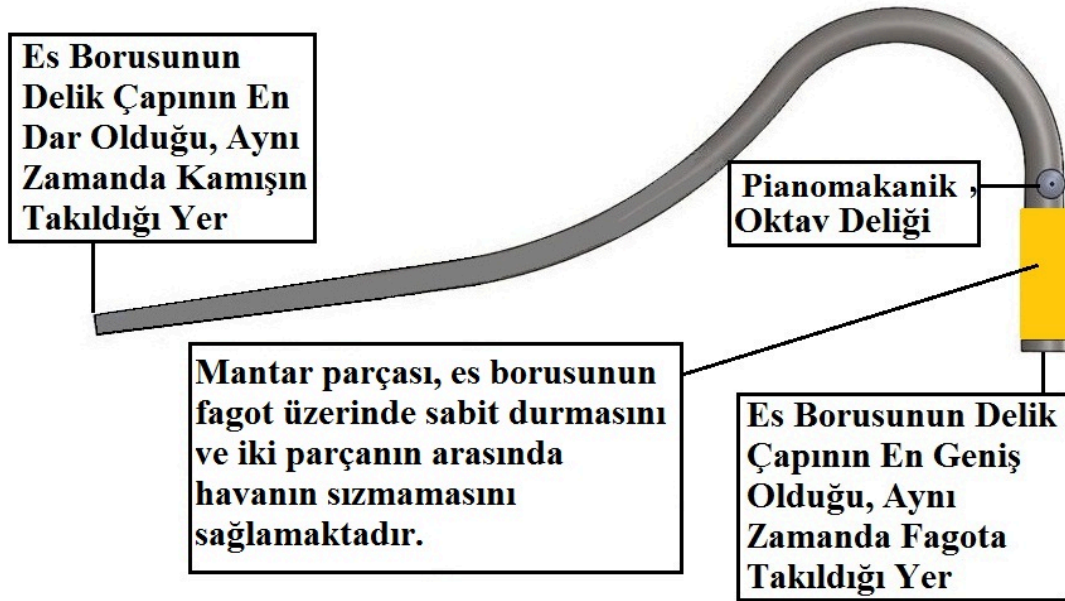 Es Borusunun
Delik Çapının En
Dar Olduğu, Aynı
Zamanda Kamışın
Takıldığı Yer
Pianomakanik ,
Oktav Deliği
Mantar parçası, es borusunun
fagot üzerinde sabit durmasını
ve iki parçanın arasında
havanın sızmamasını
sağlamaktadır.
Es Borusunun Delik
Çapının En Geniş
Olduğu, Aynı
Zamanda Fagota
Takıldığı Yer